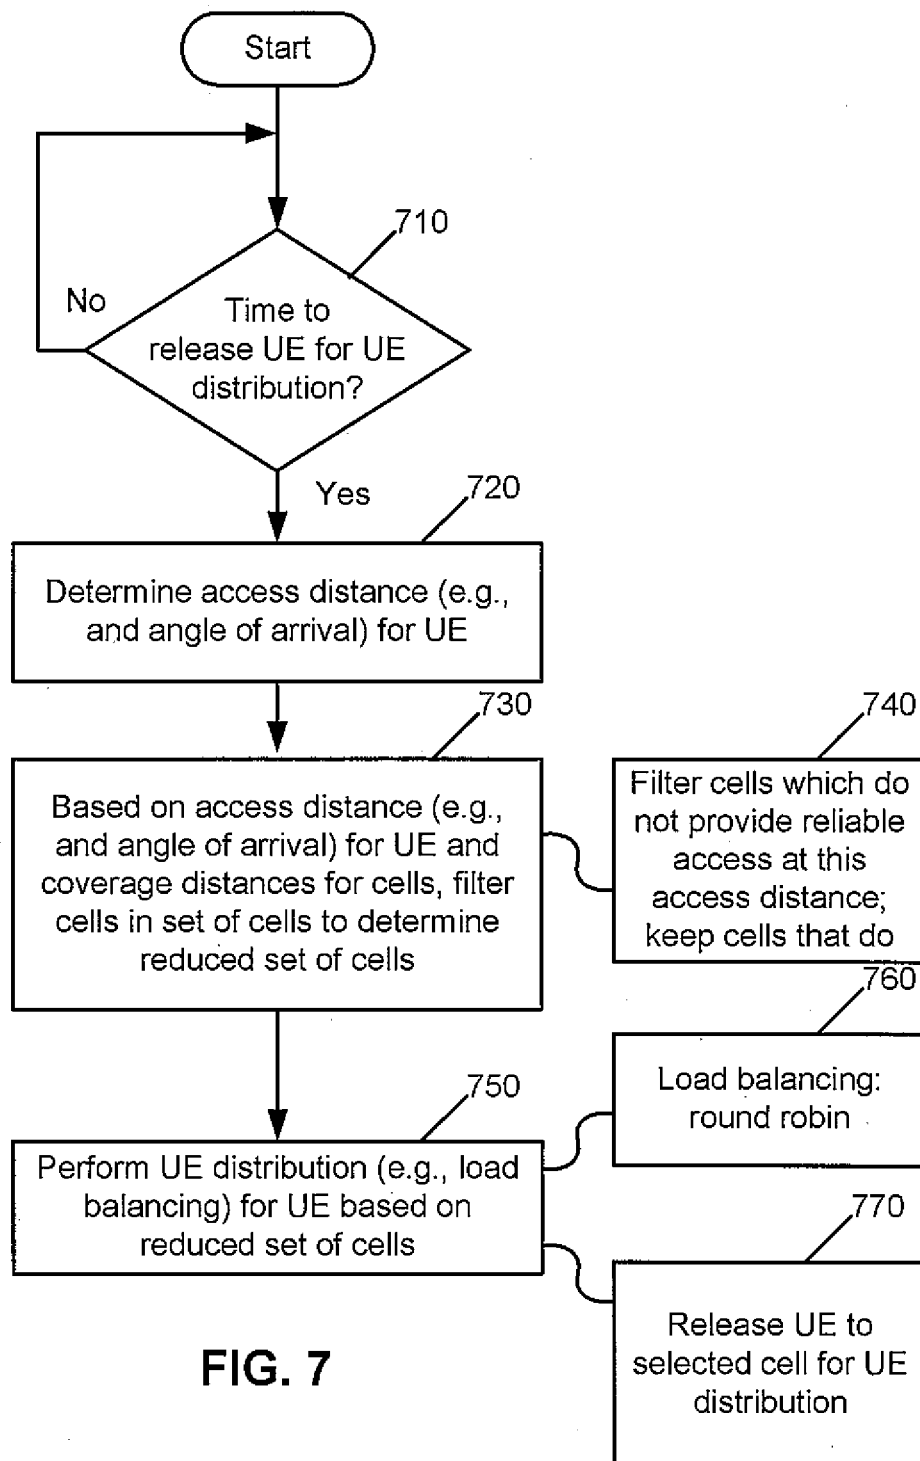 Start
710
No
Time to
release UE for UE
distribution?
Yes
720
Determine access distance (e.g.,
and angle of arrival) for UE
730
Based on access distance (e.g.,
and angle of arrival) for UE and
coverage distances for cells, filter
cells in set of cells to determine
reduced set of cells
740
Filter cells which do
not provide reliable
access at this
access distance;
keep cells that do
750
Perform UE distribution (e.g., load
balancing) for UE based on
reduced set of cells
760
Load balancing:
round robin
770
Release UE to
selected cell for UE
distribution
FIG. 7